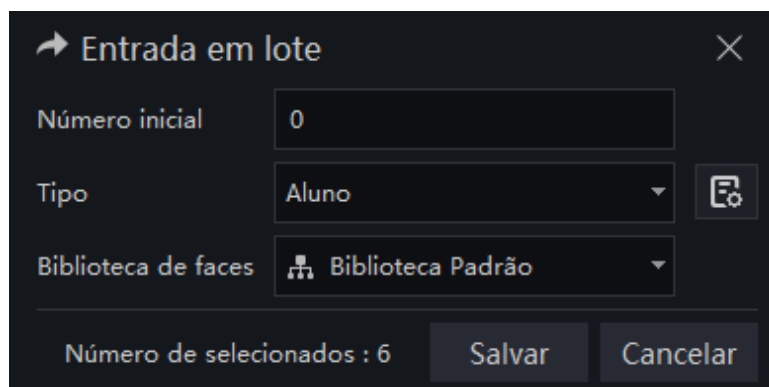 Entrada em lote
Número inicial 0
Tipo Aluno
Biblioteca de faces Biblioteca Padrão
Número de selecionados : 6 Salvar Cancelar